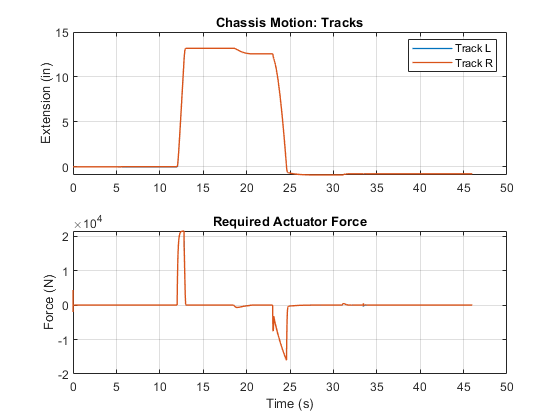 Chassis Motion: Tracks
Extension (in)
15
10
5
0
Track L
Track R
0 5 10 15 20 25 30 35 40 45 50
Required Actuator Force
×10⁴
Force (N)
2
1
0
-1
-2
0 5 10 15 20 25 30 35 40 45 50
Time (s)